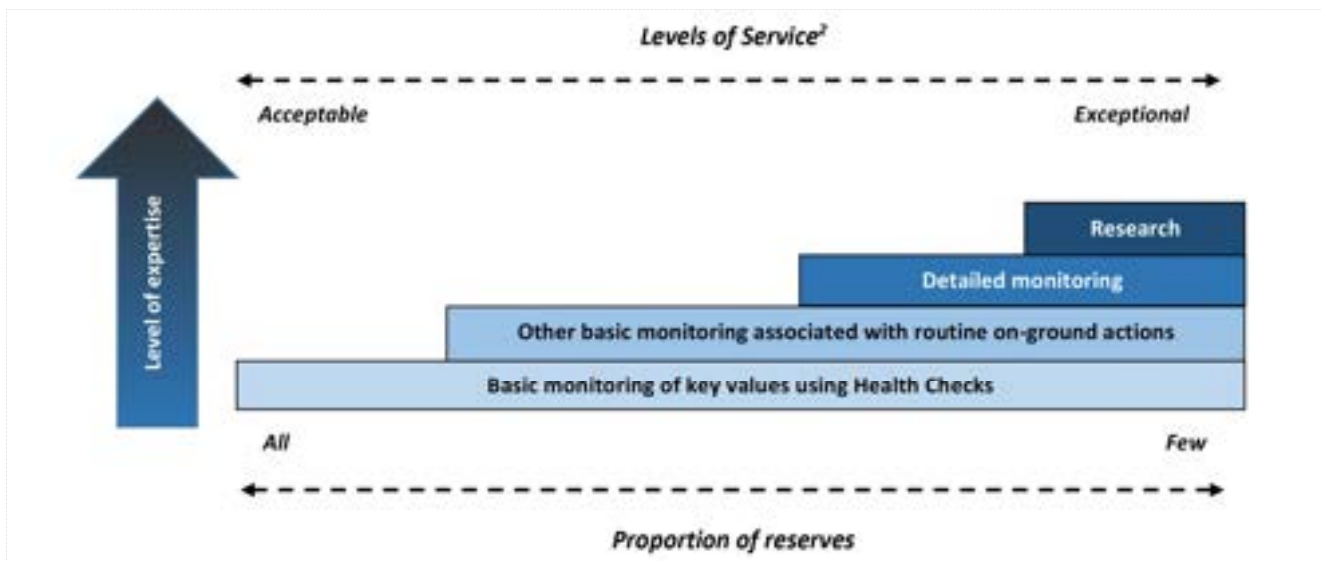 Levels of Service²
Acceptable
Exceptional
Level of expertise
Research
Detailed monitoring
Other basic monitoring associated with routine on-ground actions
Basic monitoring of key values using Health Checks
All
Few
Proportion of reserves